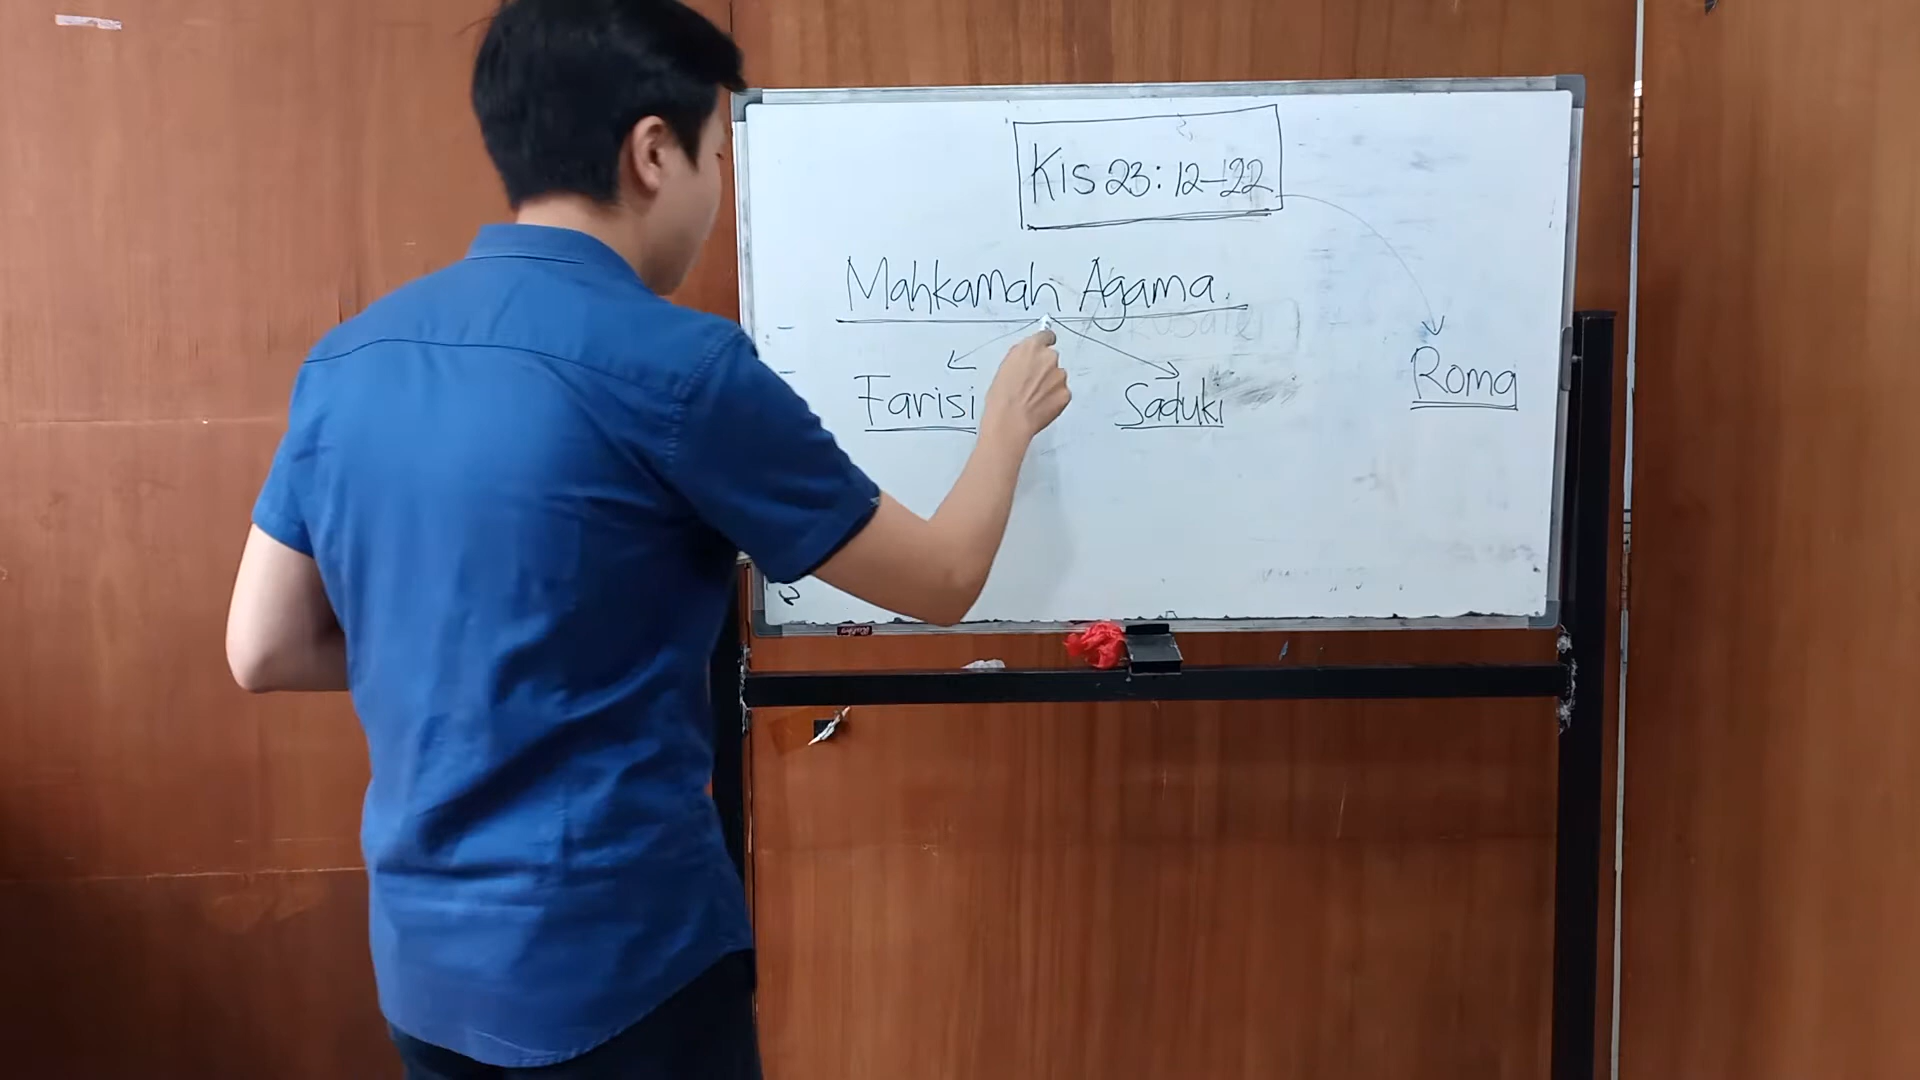 Kis 23: 12-22
Mahkamah Agama.
Farisi
Saduki
Roma